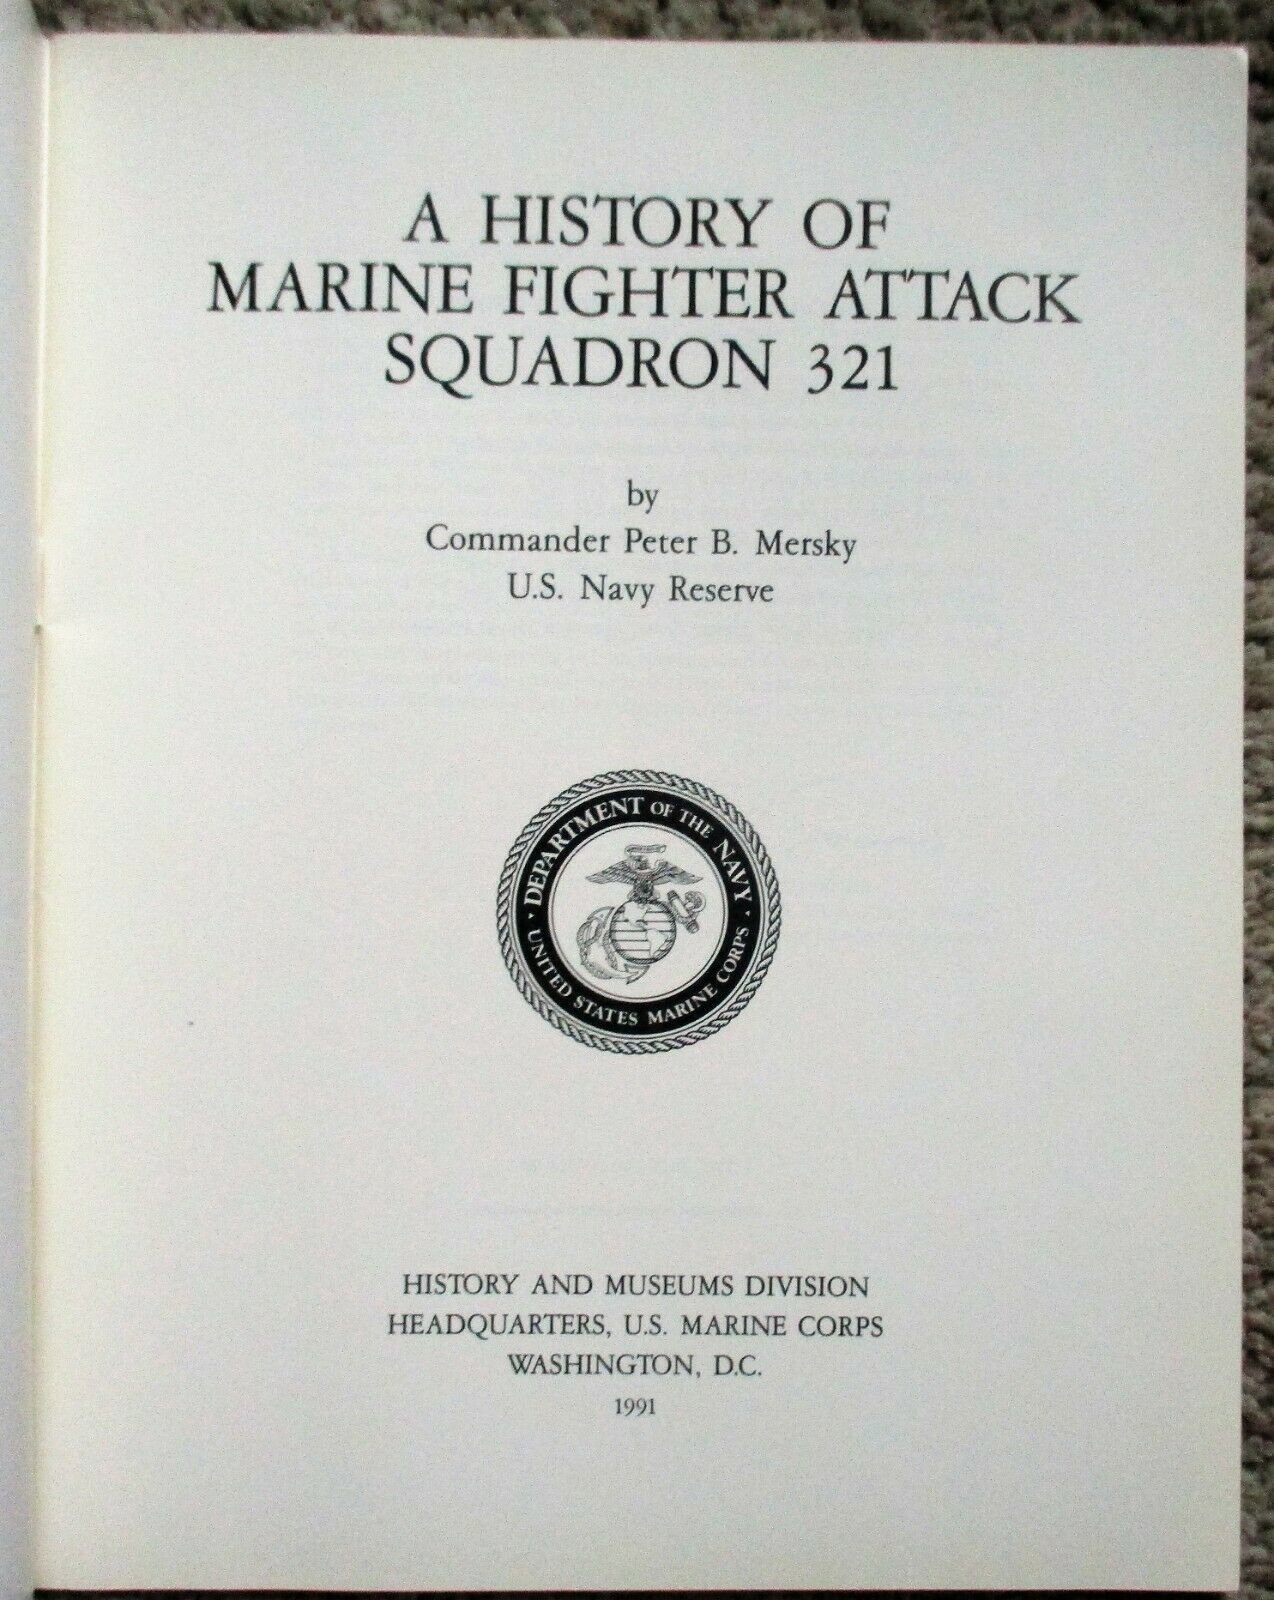 A HISTORY OF
MARINE FIGHTER ATTACK
SQUADRON 321
by
Commander Peter B. Mersky
U.S. Navy Reserve
DEPARTMENT OF THE NAVY
UNITED STATES MARINE CORPS
HISTORY AND MUSEUMS DIVISION
HEADQUARTERS, U.S. MARINE CORPS
WASHINGTON, D.C.
1991